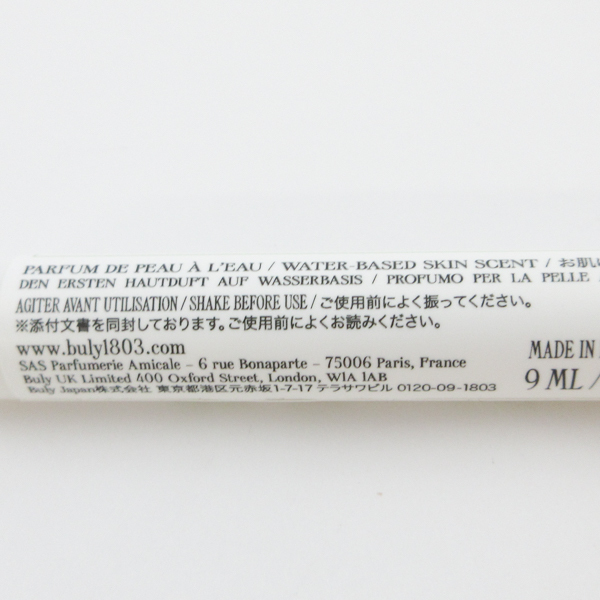 PARFUM DE PEAU À L'EAU / WATER-BASED SKIN SCENT / お肌に
DEN ERSTEN HAUTDUFT AUF WASSERBASIS / PROFUMO PER LA PELLE
AGITER AVANT UTILISATION / SHAKE BEFORE USE / ご使用前によく振ってください。
※添付文書を同封しております。ご使用前によくお読みください。
www.buly1803.com
SAS Parfumerie Amicale – 6 rue Bonaparte – 75006 Paris, France
Buly UK Limited 400 Oxford Street, London, W1A 1AB
Buly Japan株式会社 東京都港区元赤坂1-7-17 テラサワビル 0120-09-1803
MADE IN
9 ML /